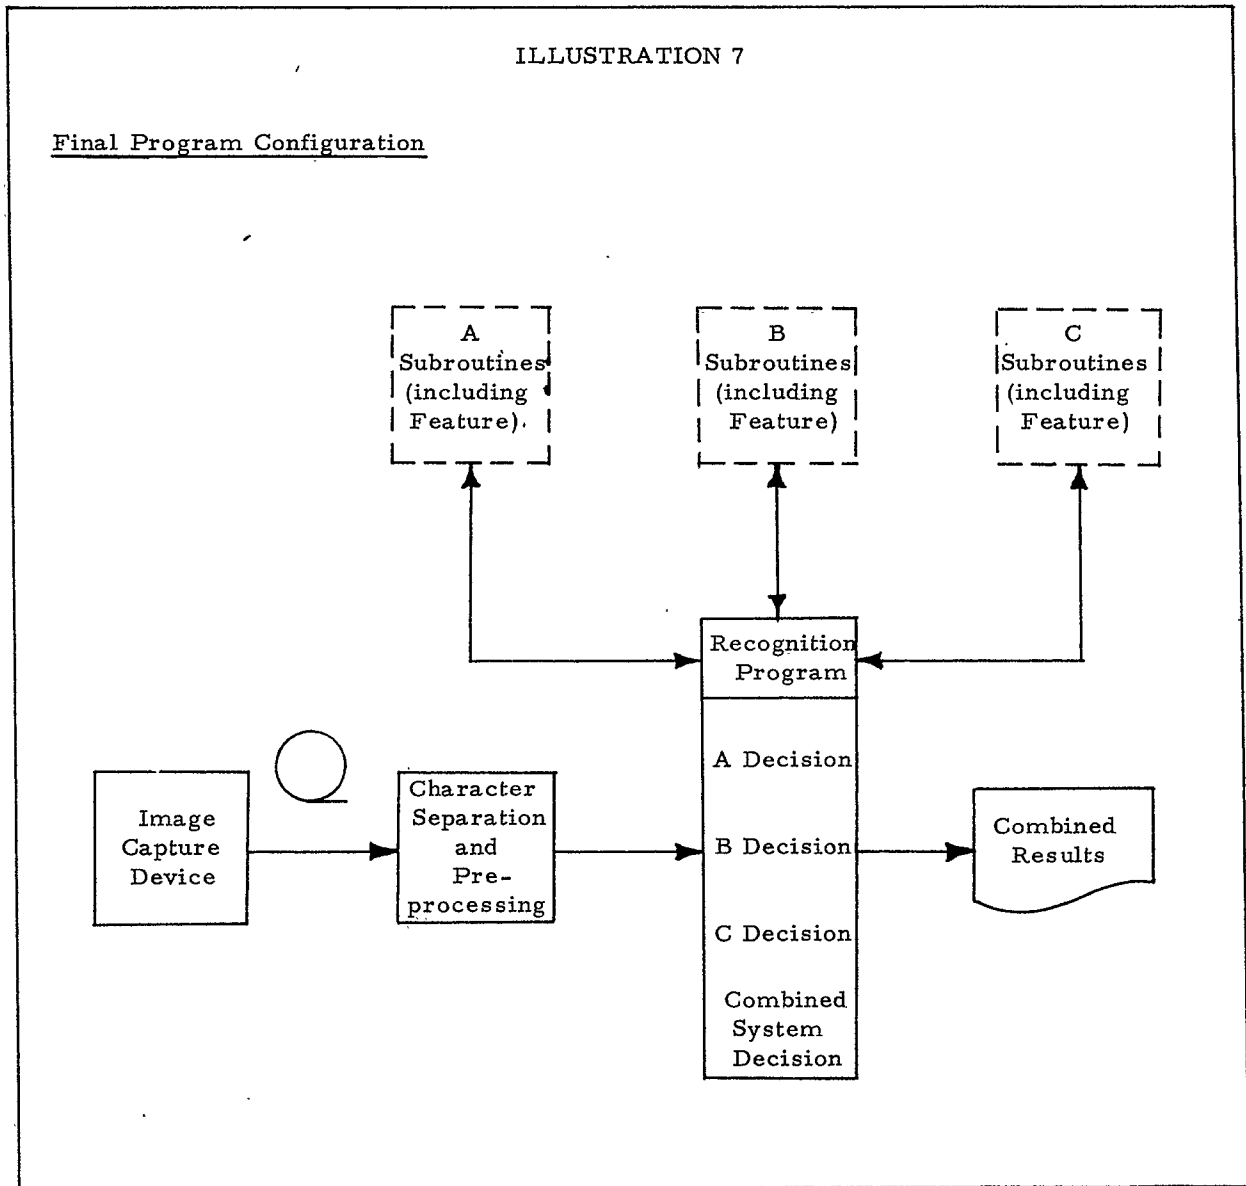 ILLUSTRATION 7
Final Program Configuration
A
Subroutines
(including
Feature).
B
Subroutines
(including
Feature)
C
Subroutines
(including
Feature)
Recognition
Program
A Decision
B Decision
C Decision
Combined
System
Decision
Image
Capture
Device
Character
Separation
and
Pre-
processing
Combined
Results